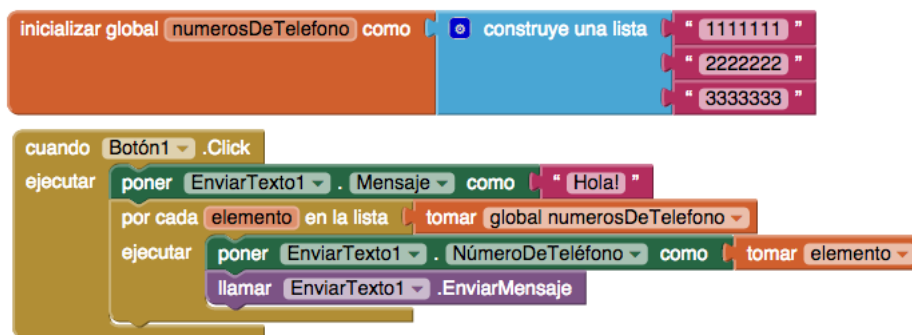 inicializar global numerosDeTelefono como construye una lista " 1111111 "
" 2222222 "
" 3333333 "
cuando Botón1 .Click
ejecutar poner EnviarTexto1 . Mensaje como " Hola! "
por cada elemento en la lista tomar global numerosDeTelefono
ejecutar poner EnviarTexto1 . NúmeroDeTeléfono como tomar elemento
llamar EnviarTexto1 .EnviarMensaje